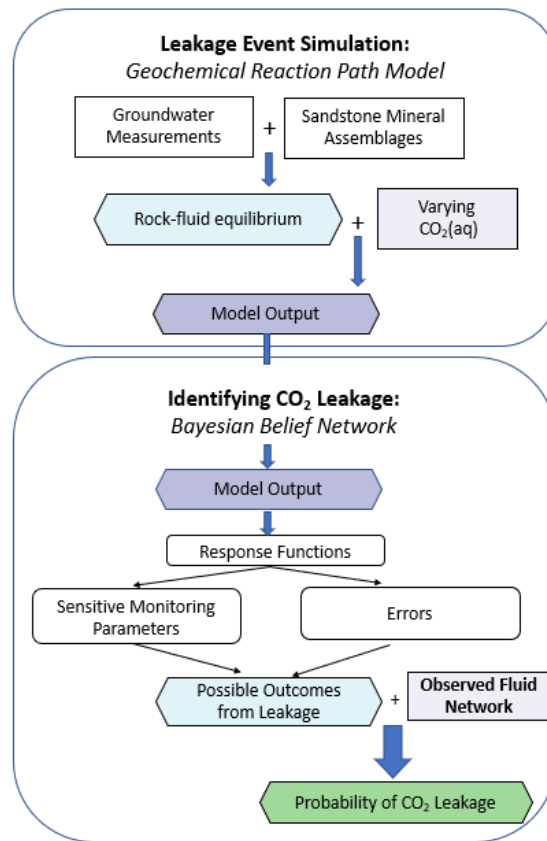 Leakage Event Simulation:
Geochemical Reaction Path Model
Groundwater
Measurements
+
Sandstone Mineral
Assemblages
Rock-fluid equilibrium
+
Varying
CO₂(aq)
Model Output
Identifying CO₂ Leakage:
Bayesian Belief Network
Model Output
Response Functions
Sensitive Monitoring
Parameters
Errors
Possible Outcomes
from Leakage
+
Observed Fluid
Network
Probability of CO₂ Leakage